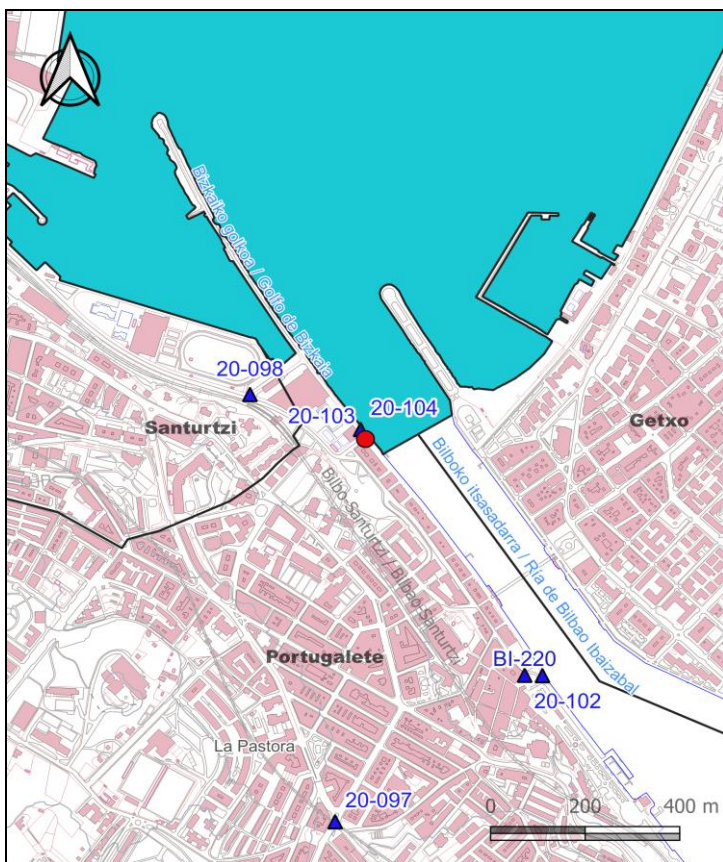 Bizkaiko golkoa / Golfo de Bizkaia
20-098
20-103
20-104
Santurtzi
Getxo
Bilbo-Santurtzi / Bilbao-Santurtzi
Bilboko itsasadarra / Ría de Bilbao Ibaizabal
Portugalete
BI-220
20-102
La Pastora
20-097
0 200 400 m